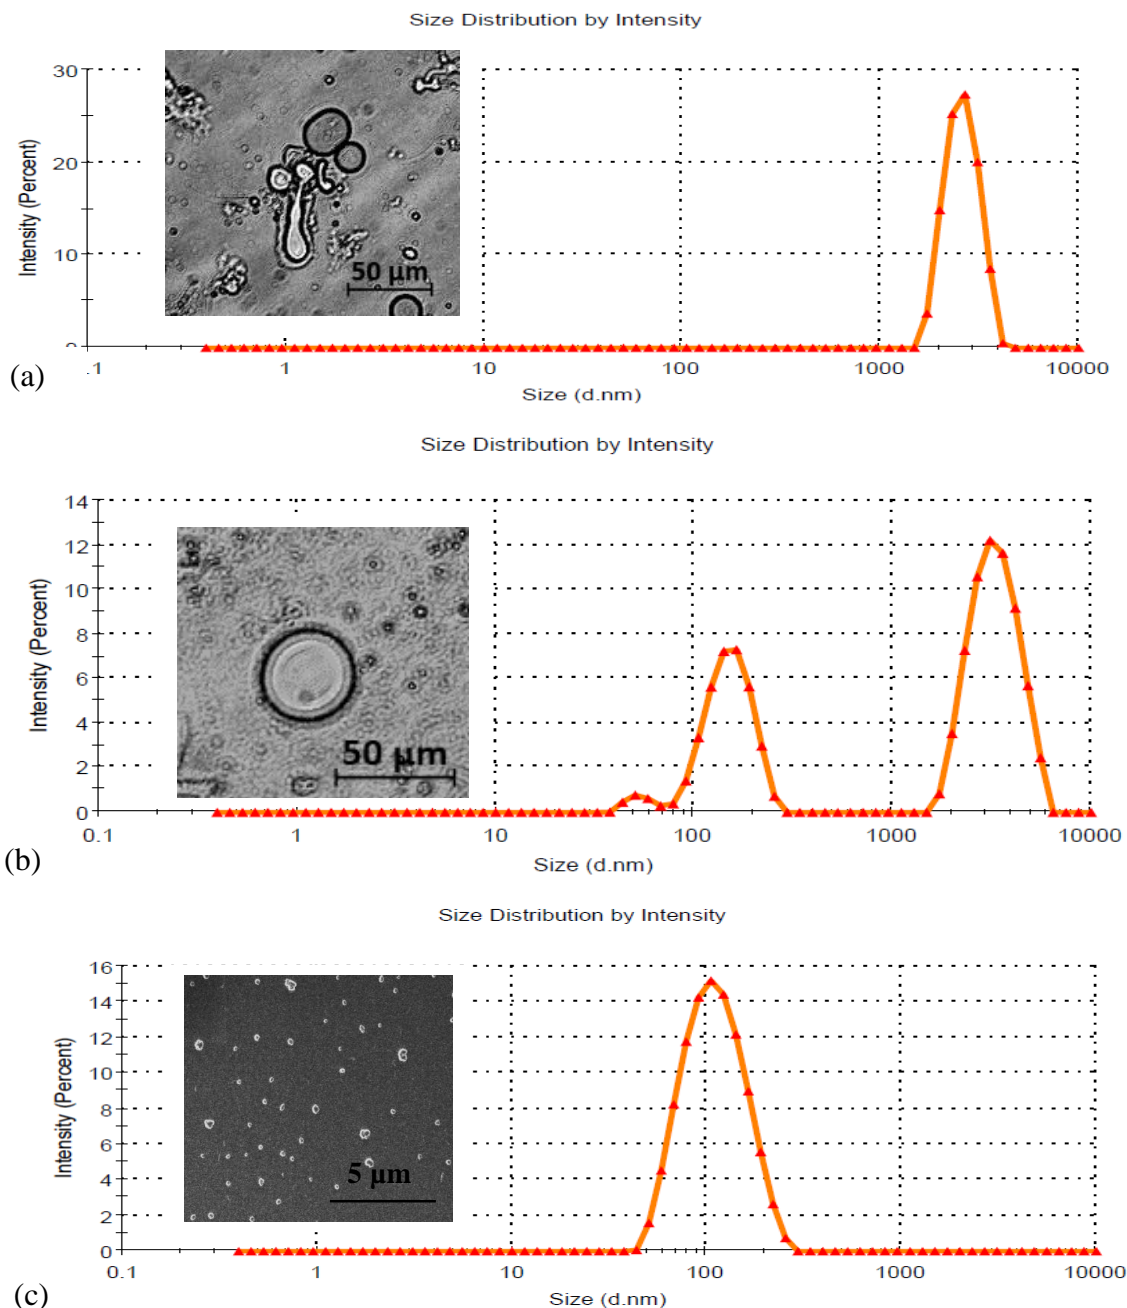 Size Distribution by Intensity
30
20
10
0
Intensity (Percent)
50 µm
.1 1 10 100 1000 10000
Size (d.nm)
(a)
Size Distribution by Intensity
14
12
10
8
6
4
2
0
Intensity (Percent)
50 µm
0.1 1 10 100 1000 10000
Size (d.nm)
(b)
Size Distribution by Intensity
16
14
12
10
8
6
4
2
0
Intensity (Percent)
5 µm
0.1 1 10 100 1000 10000
Size (d.nm)
(c)